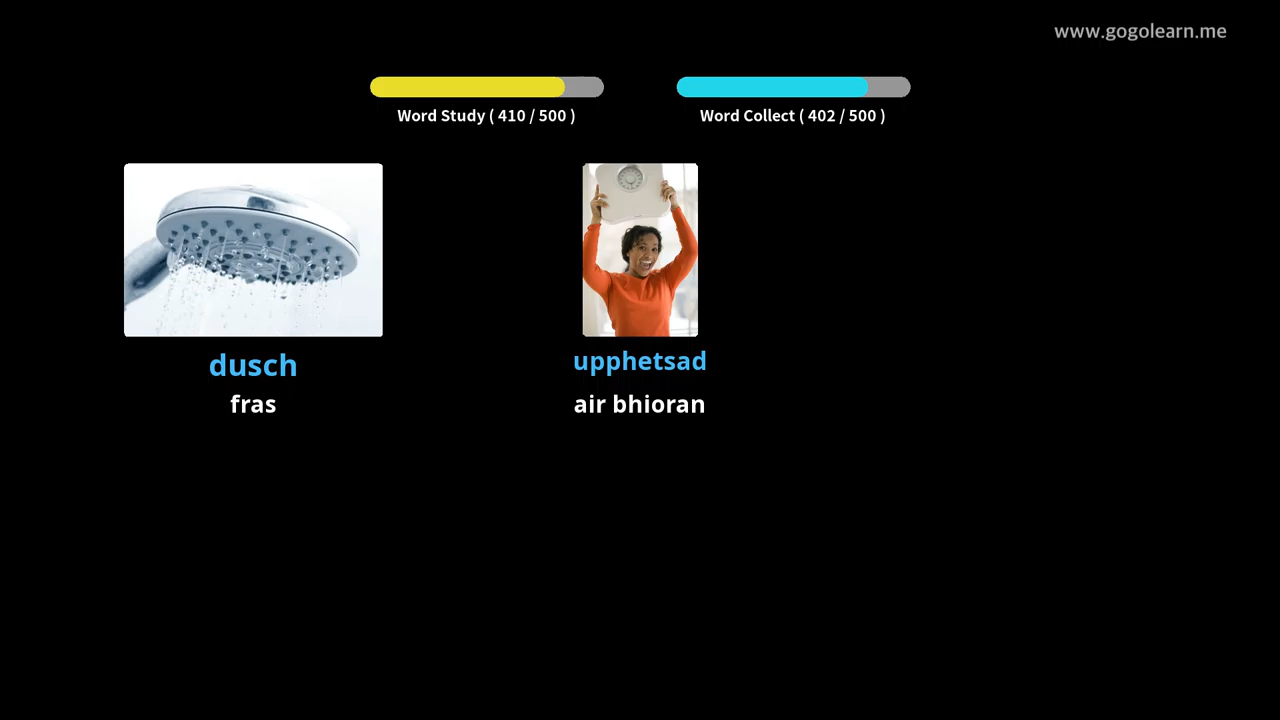 www.gogolearn.me
Word Study ( 410 / 500 )
Word Collect ( 402 / 500 )
dusch
fras
upphetsad
air bhioran